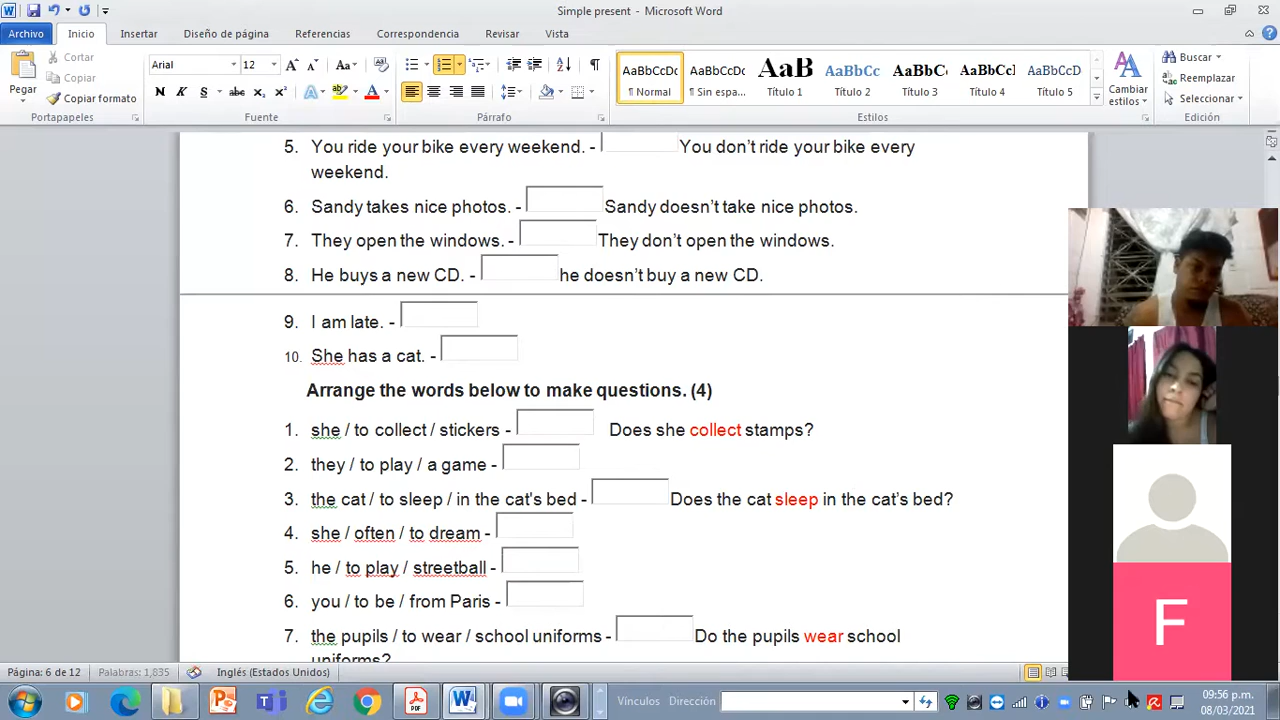 Simple present - Microsoft Word
Archivo Inicio Insertar Diseño de página Referencias Correspondencia Revisar Vista
Pegar
Cortar
Copiar
Copiar formato
Portapapeles
Arial 12
Fuente
Párrafo
AaBbCcDc AaBbCcDc AaB AaBbCc AaBbCc AaBbCcI AaBbCcD
¶ Normal ¶ Sin espa... Título 1 Título 2 Título 3 Título 4 Título 5
Estilos
Cambiar estilos
Buscar
Reemplazar
Seleccionar
Edición
5. You ride your bike every weekend. - You don't ride your bike every
weekend.
6. Sandy takes nice photos. - Sandy doesn't take nice photos.
7. They open the windows. - They don't open the windows.
8. He buys a new CD. - he doesn't buy a new CD.
9. I am late. -
10. She has a cat. -
Arrange the words below to make questions. (4)
1. she / to collect / stickers - Does she collect stamps?
2. they / to play / a game -
3. the cat / to sleep / in the cat's bed - Does the cat sleep in the cat's bed?
4. she / often / to dream -
5. he / to play / streetball -
6. you / to be / from Paris -
7. the pupils / to wear / school uniforms - Do the pupils wear school
uniforms?
F
Página: 6 de 12 Palabras: 1,835 Inglés (Estados Unidos)
Vínculos Dirección
09:56 p.m.
08/03/2021